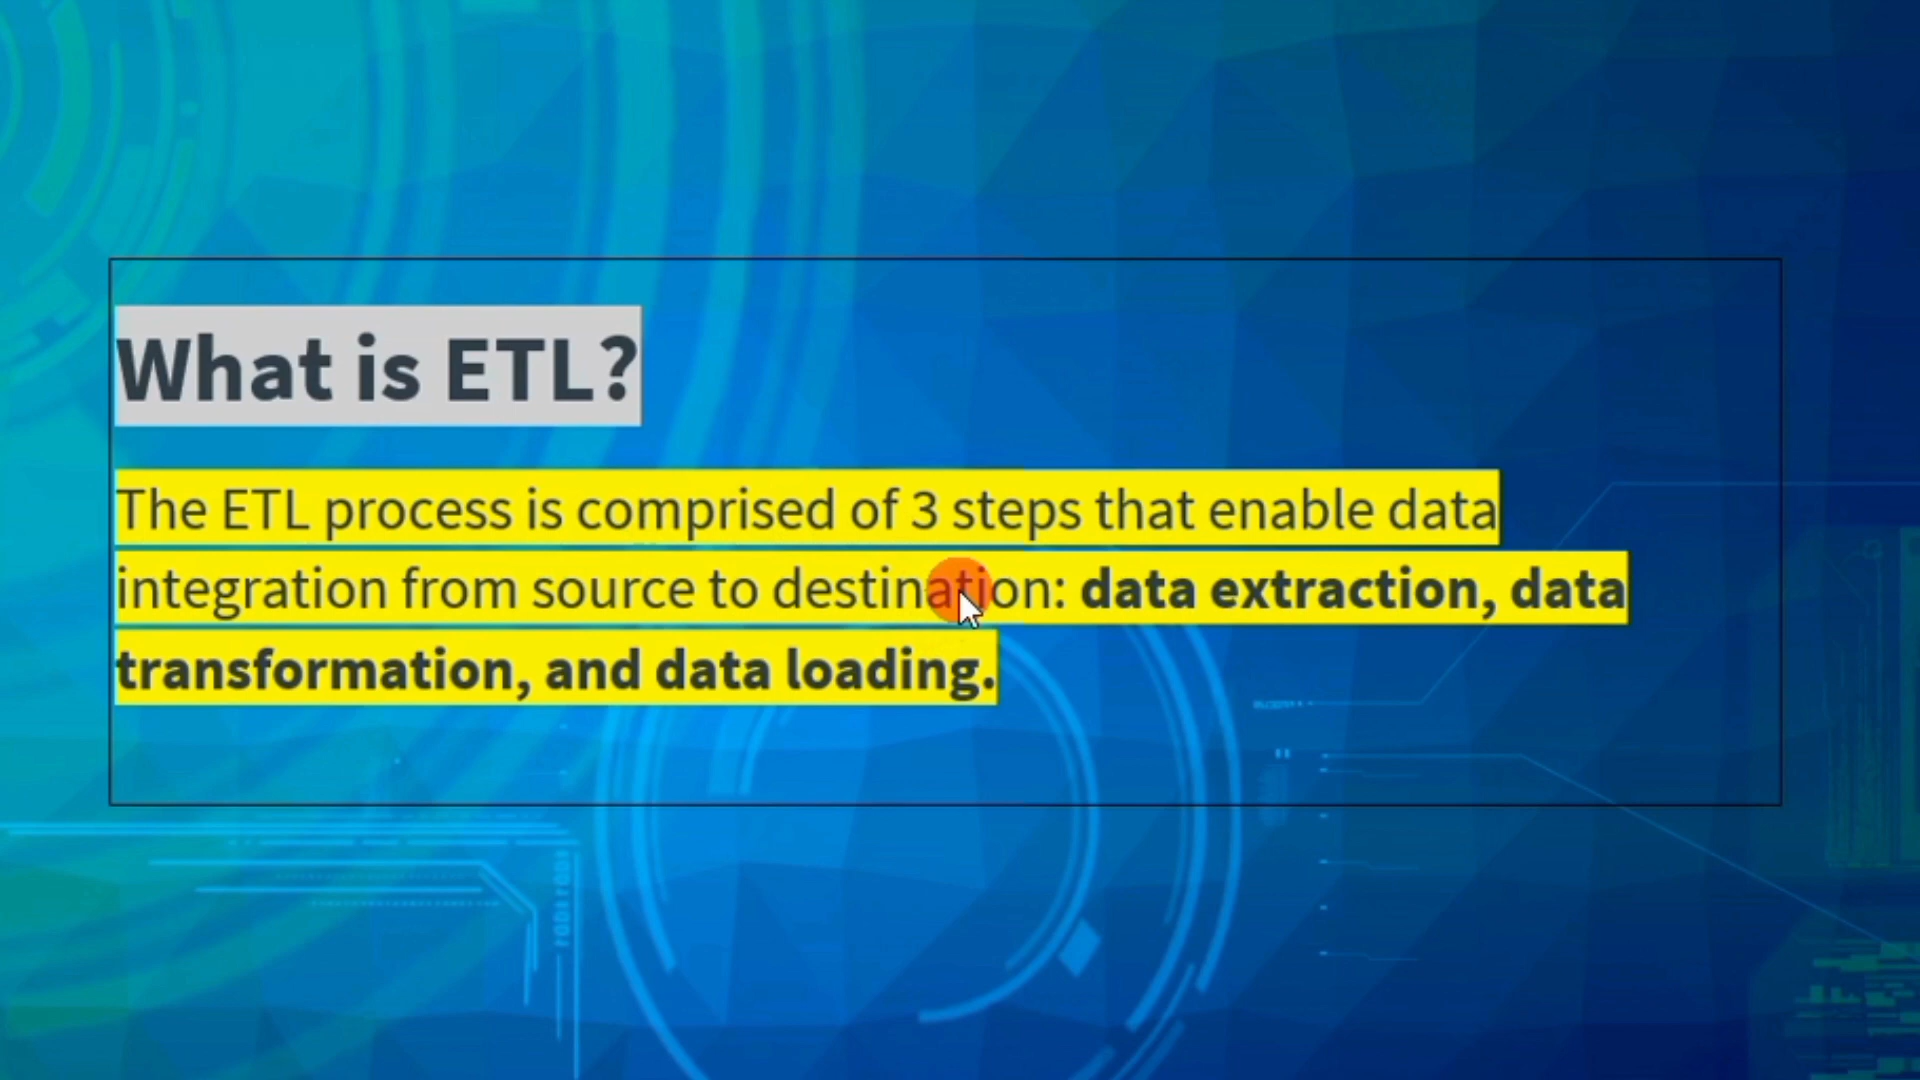 What is ETL?
The ETL process is comprised of 3 steps that enable data
integration from source to destination: data extraction, data
transformation, and data loading.